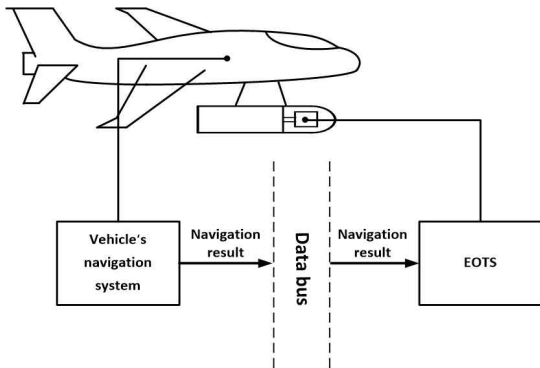 Vehicle's
navigation
system
Navigation
result
Data bus
Navigation
result
EOTS